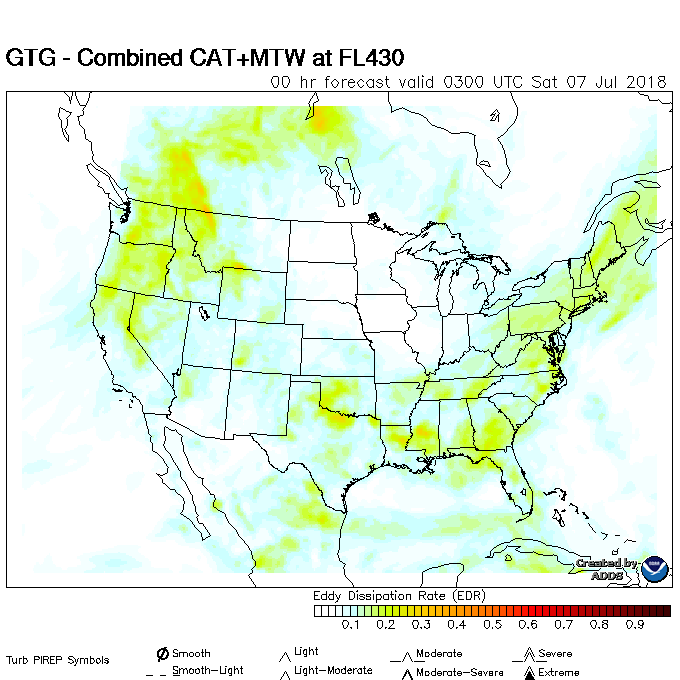 GTG - Combined CAT+MTW at FL430
00 hr forecast valid 0300 UTC Sat 07 Jul 2018
Created by
ADDS
Eddy Dissipation Rate (EDR)
0.1 0.2 0.3 0.4 0.5 0.6 0.7 0.8 0.9
Turb PIREP Symbols
Smooth
Smooth-Light
Light
Light-Moderate
Moderate
Moderate-Severe
Severe
Extreme